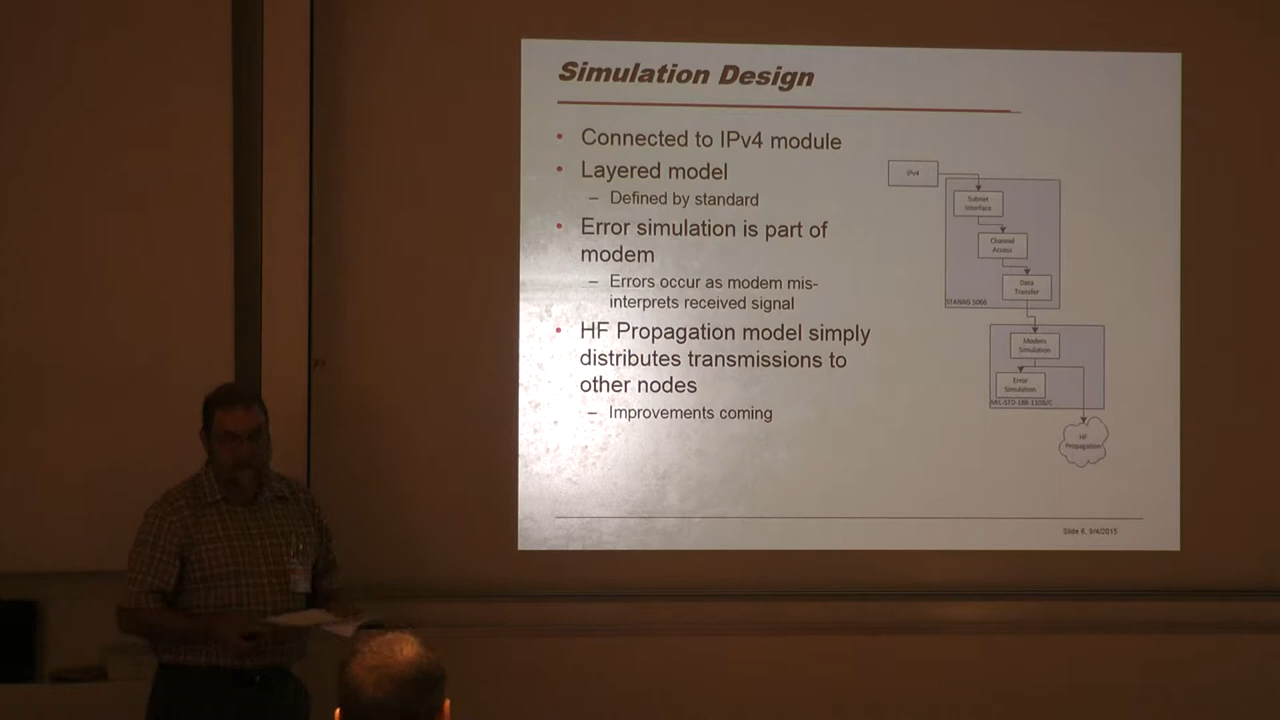 Simulation Design
• Connected to IPv4 module
• Layered model
– Defined by standard
• Error simulation is part of
modem
– Errors occur as modem mis-
interprets received signal
• HF Propagation model simply
distributes transmissions to
other nodes
– Improvements coming
IPv4
Subnet
Interface
Channel
Access
Data
Transfer
STANAG 5066
Modem
Simulation
Error
Simulation
MIL-STD-188-110B/C
HF
Propagation
Slide 6, 9/4/2015